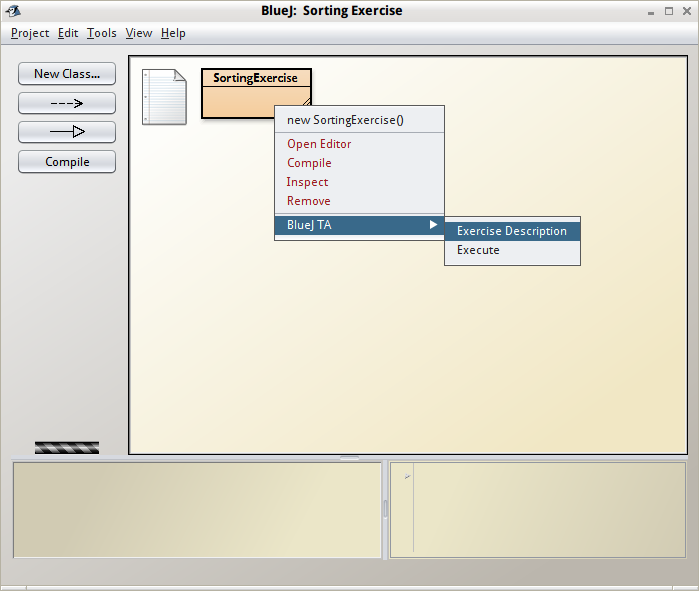 BlueJ:  Sorting Exercise
Project Edit Tools View Help
New Class...
Compile
SortingExercise
new SortingExercise()
Open Editor
Compile
Inspect
Remove
BlueJ TA
Exercise Description
Execute